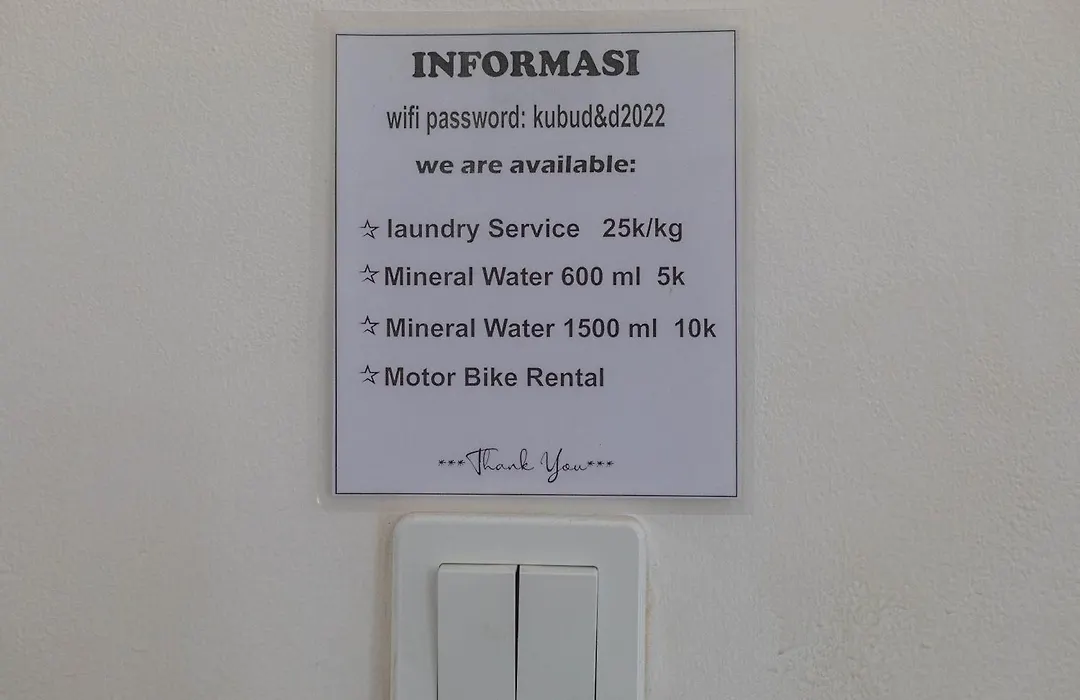 INFORMASI
wifi password: kubud&d2022
we are available:
☆ laundry Service 25k/kg
☆ Mineral Water 600 ml 5k
☆ Mineral Water 1500 ml 10k
☆ Motor Bike Rental
***Thank You***